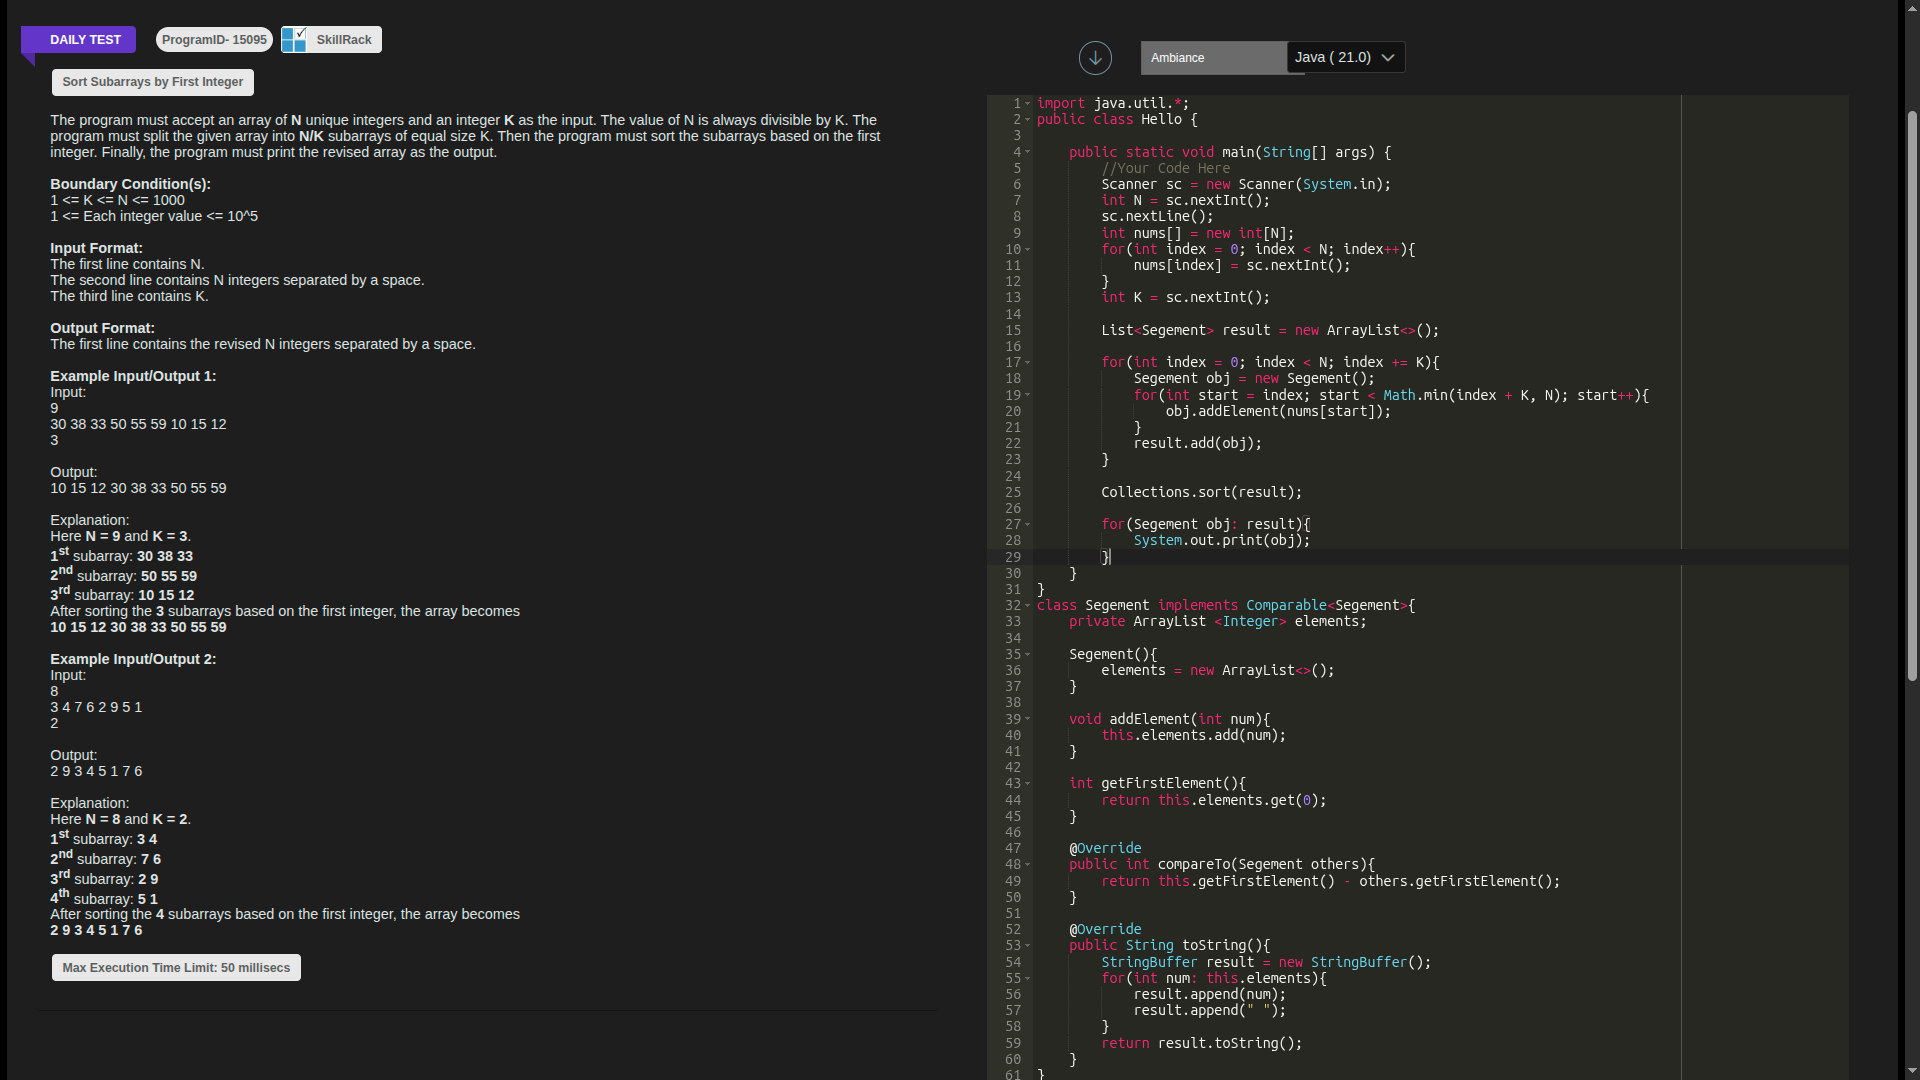 DAILY TEST
ProgramID- 15095
SkillRack
Sort Subarrays by First Integer
The program must accept an array of N unique integers and an integer K as the input. The value of N is always divisible by K. The
program must split the given array into N/K subarrays of equal size K. Then the program must sort the subarrays based on the first
integer. Finally, the program must print the revised array as the output.
Boundary Condition(s):
1 <= K <= N <= 1000
1 <= Each integer value <= 10^5
Input Format:
The first line contains N.
The second line contains N integers separated by a space.
The third line contains K.
Output Format:
The first line contains the revised N integers separated by a space.
Example Input/Output 1:
Input:
9
30 38 33 50 55 59 10 15 12
3
Output:
10 15 12 30 38 33 50 55 59
Explanation:
Here N = 9 and K = 3.
1st subarray: 30 38 33
2nd subarray: 50 55 59
3rd subarray: 10 15 12
After sorting the 3 subarrays based on the first integer, the array becomes
10 15 12 30 38 33 50 55 59
Example Input/Output 2:
Input:
8
3 4 7 6 2 9 5 1
2
Output:
2 9 3 4 5 1 7 6
Explanation:
Here N = 8 and K = 2.
1st subarray: 3 4
2nd subarray: 7 6
3rd subarray: 2 9
4th subarray: 5 1
After sorting the 4 subarrays based on the first integer, the array becomes
2 9 3 4 5 1 7 6
Max Execution Time Limit: 50 millisecs
Ambiance
Java ( 21.0)
1 import java.util.*;
2 public class Hello {
3
4     public static void main(String[] args) {
5         //Your Code Here
6         Scanner sc = new Scanner(System.in);
7         int N = sc.nextInt();
8         sc.nextLine();
9         int nums[] = new int[N];
10         for(int index = 0; index < N; index++){
11             nums[index] = sc.nextInt();
12         }
13         int K = sc.nextInt();
14
15         List<Segement> result = new ArrayList<>();
16
17         for(int index = 0; index < N; index += K){
18             Segement obj = new Segement();
19             for(int start = index; start < Math.min(index + K, N); start++){
20                 obj.addElement(nums[start]);
21             }
22             result.add(obj);
23         }
24
25         Collections.sort(result);
26
27         for(Segement obj: result){
28             System.out.print(obj);
29         }
30     }
31 }
32 class Segement implements Comparable<Segement>{
33     private ArrayList <Integer> elements;
34
35     Segement(){
36         elements = new ArrayList<>();
37     }
38
39     void addElement(int num){
40         this.elements.add(num);
41     }
42
43     int getFirstElement(){
44         return this.elements.get(0);
45     }
46
47     @Override
48     public int compareTo(Segement others){
49         return this.getFirstElement() - others.getFirstElement();
50     }
51
52     @Override
53     public String toString(){
54         StringBuffer result = new StringBuffer();
55         for(int num: this.elements){
56             result.append(num);
57             result.append(" ");
58         }
59         return result.toString();
60     }
61 }